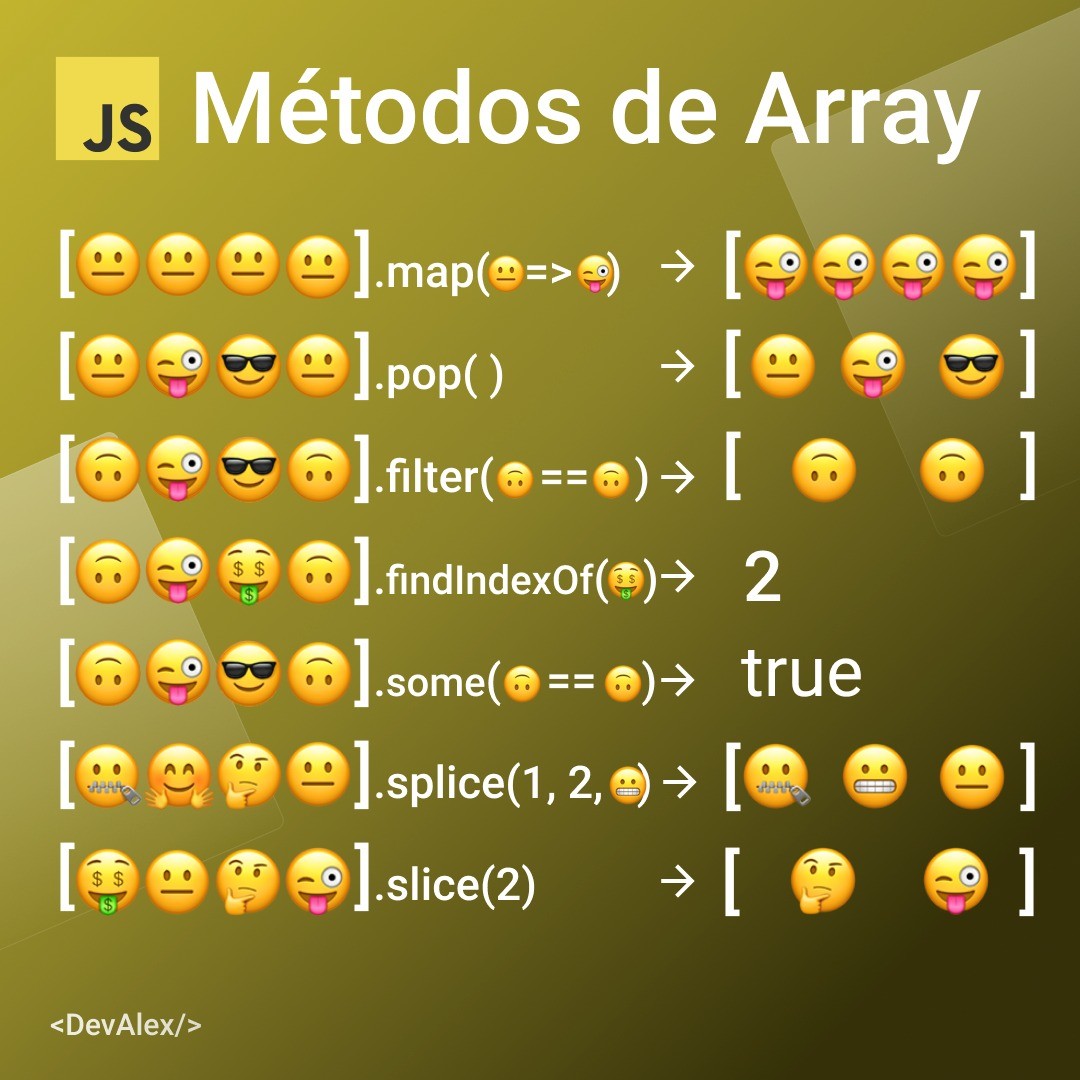 JS Métodos de Array
[😐😐😐😐].map(😐=>😜) → [😜😜😜😜]
[😐😜😎😐].pop( ) → [😐😜😎]
[🙃😜😎🙃].filter(🙃==🙃) → [🙃🙃]
[🙃😜🤑🙃].findIndexOf(🤑) → 2
[🙃😜😎🙃].some(🙃 == 🙃) → true
[🤐🤗🤔😐].splice(1, 2,😬) → [🤐😬😐]
[🤑😐🤔😜].slice(2) → [🤔😜]
<DevAlex/>